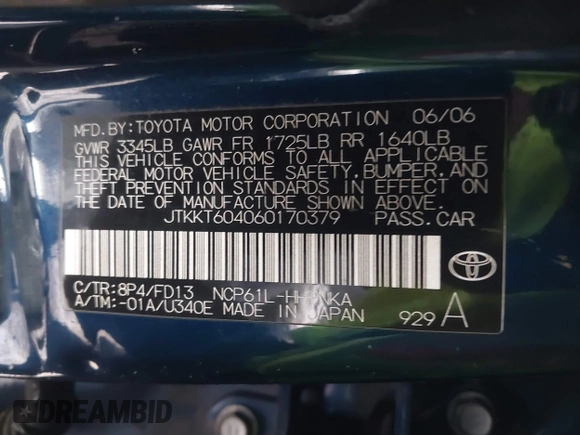 MFD.BY:TOYOTA MOTOR CORPORATION 06/06
GVWR 3345LB GAWR FR 1725LB RR 1640LB
THIS VEHICLE CONFORMS TO ALL APPLICABLE
FEDERAL MOTOR VEHICLE SAFETY, BUMPER, AND
THEFT PREVENTION STANDARDS IN EFFECT ON
THE DATE OF MANUFACTURE SHOWN ABOVE.
JTKKT604060170379 PASS.CAR
C/TR:8P4/FD13 NCP61L-HHPNKA
A/TM:-01A/U340E MADE IN JAPAN 929 A
DREAMBID